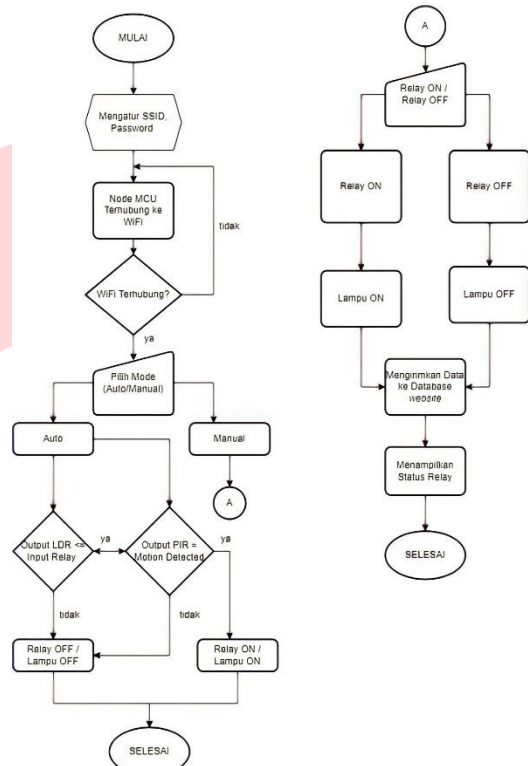 MULAI
Mengatur SSID,
Password
Node MCU
Terhubung ke
WiFi
tidak
WiFi Terhubung?
ya
Pilih Mode
(Auto/Manual)
Auto
Manual
A
Output LDR <=
Input Relay
ya
Output PIR =
Motion Detected
ya
tidak
tidak
Relay OFF /
Lampu OFF
Relay ON /
Lampu ON
SELESAI
A
Relay ON /
Relay OFF
Relay ON
Relay OFF
Lampu ON
Lampu OFF
Mengirimkan Data
ke Database
website
Menampilkan
Status Relay
SELESAI